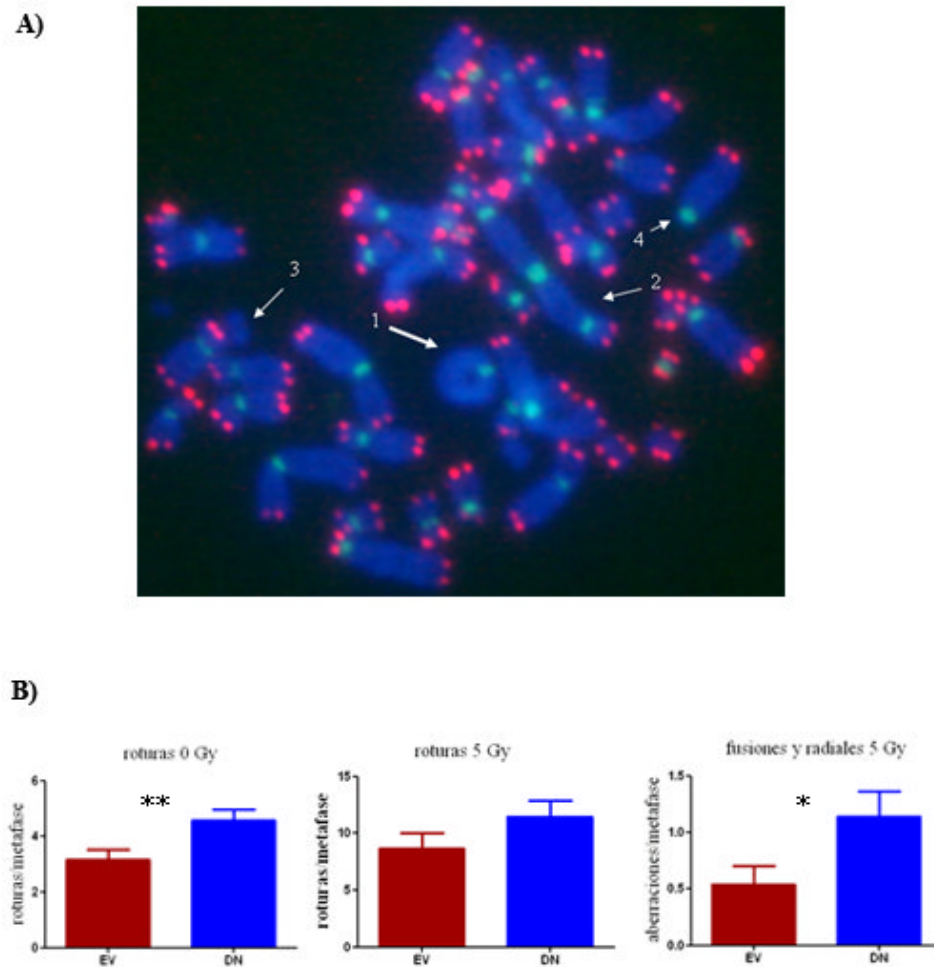 A)
3
4
2
1
B)
roturas 0 Gy
roturas/metafase
6
4
2
0
**
EV
DN
roturas 5 Gy
roturas/metafase
15
10
5
0
EV
DN
fusiones y radiales 5 Gy
aberraciones/metafase
1.5
1.0
0.5
0.0
*
EV
DN